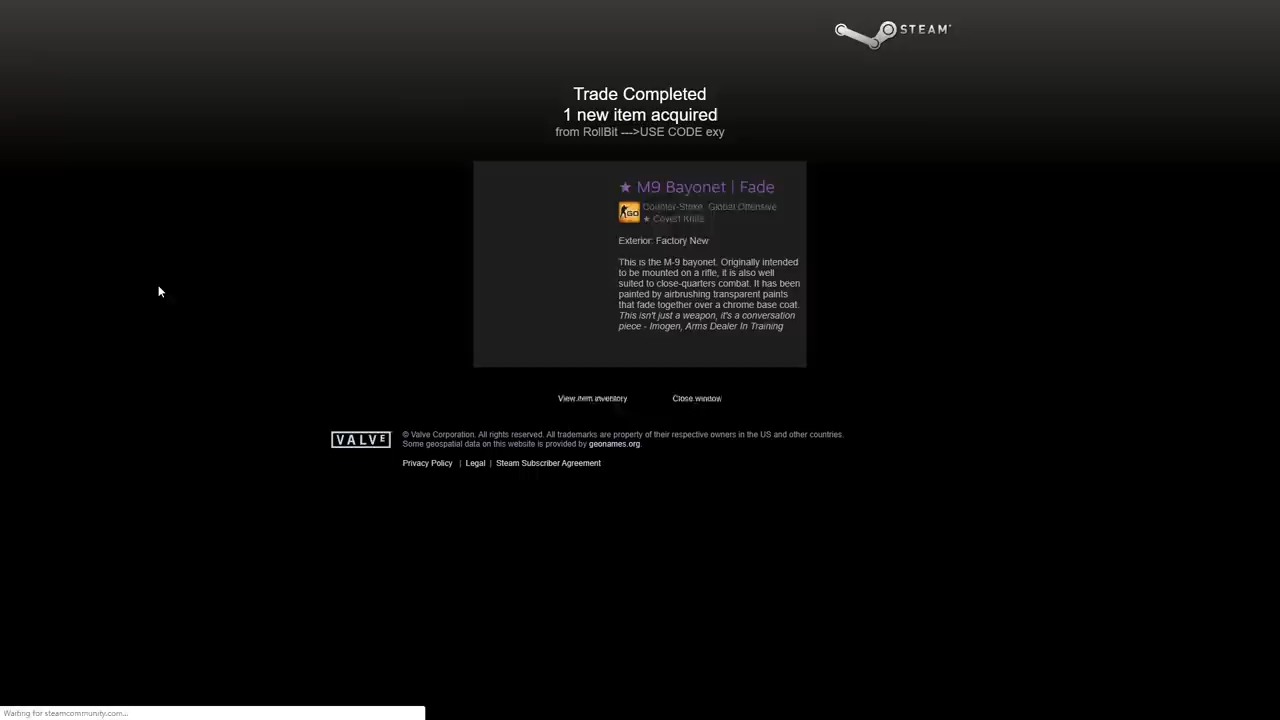 STEAM
Trade Completed
1 new item acquired
from RollBit --->USE CODE exy
★ M9 Bayonet | Fade
GO
Counter-Strike: Global Offensive
★ Covert Knife
Exterior: Factory New
This is the M-9 bayonet. Originally intended
to be mounted on a rifle, it is also well
suited to close-quarters combat. It has been
painted by airbrushing transparent paints
that fade together over a chrome base coat.
This isn't just a weapon, it's a conversation
piece - Imogen, Arms Dealer In Training
View item inventory
Close window
VALVE
© Valve Corporation. All rights reserved. All trademarks are property of their respective owners in the US and other countries.
Some geospatial data on this website is provided by geonames.org.
Privacy Policy | Legal | Steam Subscriber Agreement
Waiting for steamcommunity.com...